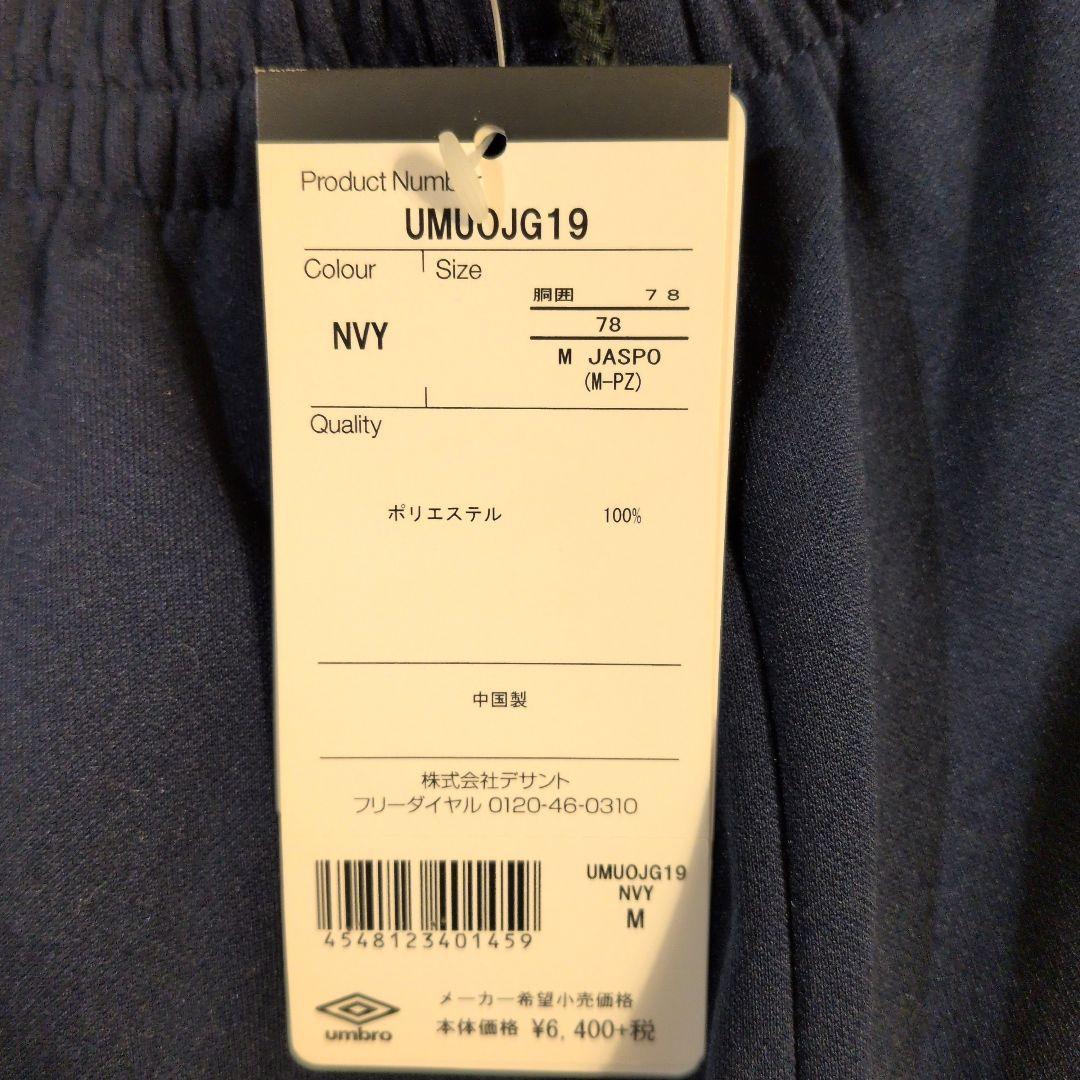 Product Number
UMUOJG19
Colour Size
胴囲 78
78
NVY
M JASPO
(M-PZ)
Quality
ポリエステル 100%
中国製
株式会社デサント
フリーダイヤル 0120-46-0310
UMUOJG19
NVY
M
4548123401459
メーカー希望小売価格
本体価格 ¥6,400+税
umbro